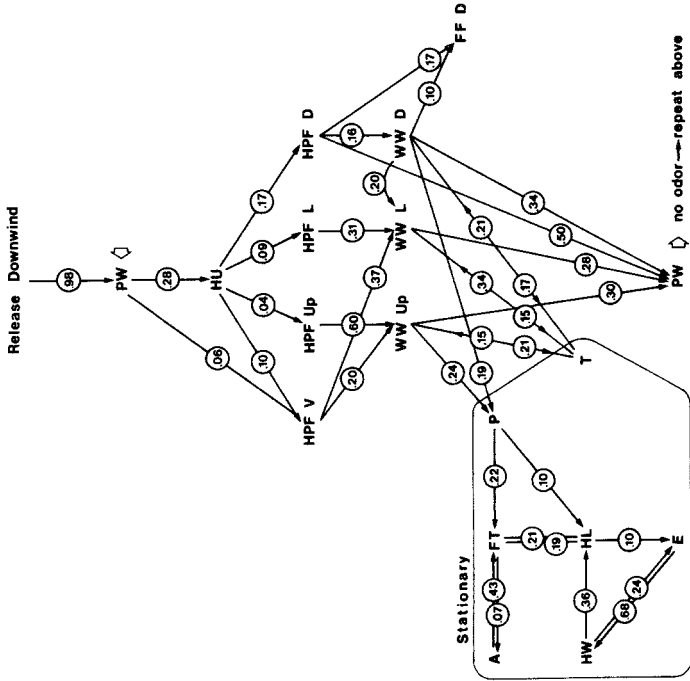 Release Downwind
.98
PW
.06
.28
HU
.10
.04
.09
.17
HPF V
HPF Up
HPF L
HPF D
.20
.60
.37
.31
.20
.16
.17
WW Up
WW L
WW D
.10
FF D
.24
.19
.15
.21
.34
.15
.21
.17
.30
.28
.50
.34
Stationary
P
T
.22
.10
A
.07
.43
FT
.21
.19
HW
.36
HL
.68
.24
.10
E
PW
no odor → repeat above